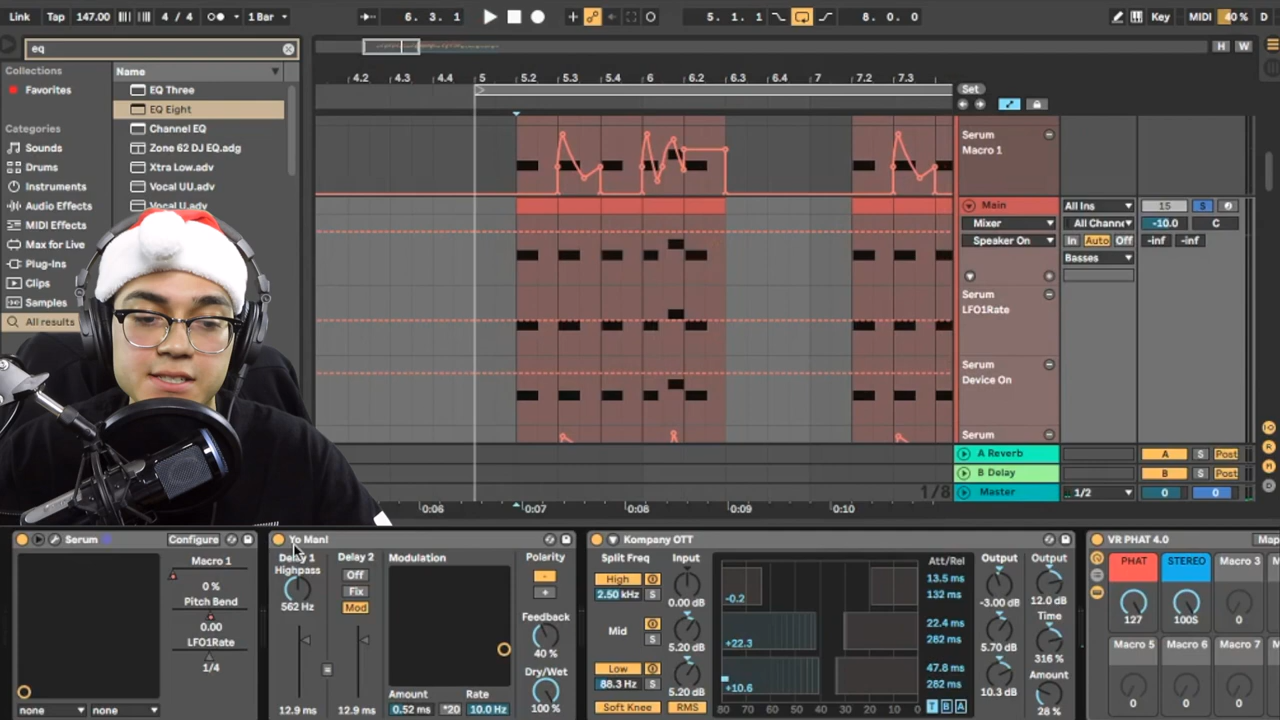 Link Tap 147.00 4 / 4 1 Bar 6. 3. 1 5. 1. 1 8. 0. 0 Key MIDI 40 % D
eq
H W
Collections Name
Favorites EQ Three
EQ Eight
Categories Channel EQ
Sounds Zone 62 DJ EQ.adg
Drums Xtra Low.adv
Instruments Vocal UU.adv
Audio Effects Vocal U.adv
MIDI Effects
Max for Live
Plug-Ins
Clips
Samples
All results
4.2 4.3 4.4 5 5.2 5.3 5.4 6 6.2 6.3 6.4 7 7.3
Set
Serum
Macro 1
Main All Ins 15 S
Mixer All Channe -10.0 C
Speaker On In Auto Off -inf -inf
Basses
Serum
LFO1Rate
Serum
Device On
Serum
A Reverb A S Post
B Delay B S Post
1/8 Master 1/2 0 0
0:06 0:07 0:08 0:09 0:10
Serum Configure
Macro 1
0 %
Pitch Bend
0.00
LFO1Rate
1/4
none none
Yo Man!
Delay 1 Delay 2 Modulation Polarity
Highpass Off -
562 Hz Fix +
Mod
Feedback
40 %
Dry/Wet
12.9 ms 12.9 ms 100 %
Amount Rate
0.52 ms *20 10.0 Hz
Kompany OTT
Split Freq Input Att/Rel Output Output
High 13.5 ms
2.50 kHz S 0.00 dB -0.2 132 ms -3.00 dB 12.0 dB
Mid 22.4 ms Time
S 5.20 dB +22.3 282 ms 5.70 dB 316 %
Low 47.8 ms Amount
88.3 Hz S 5.20 dB +10.6 282 ms 10.3 dB 28 %
Soft Knee RMS 80 60 40 20 0 80 60 40 20 0 T B A
VR PHAT 4.0 Map
PHAT STEREO Macro 3
127 100S 0
Macro 5 Macro 6 Macro 7
0 0 0